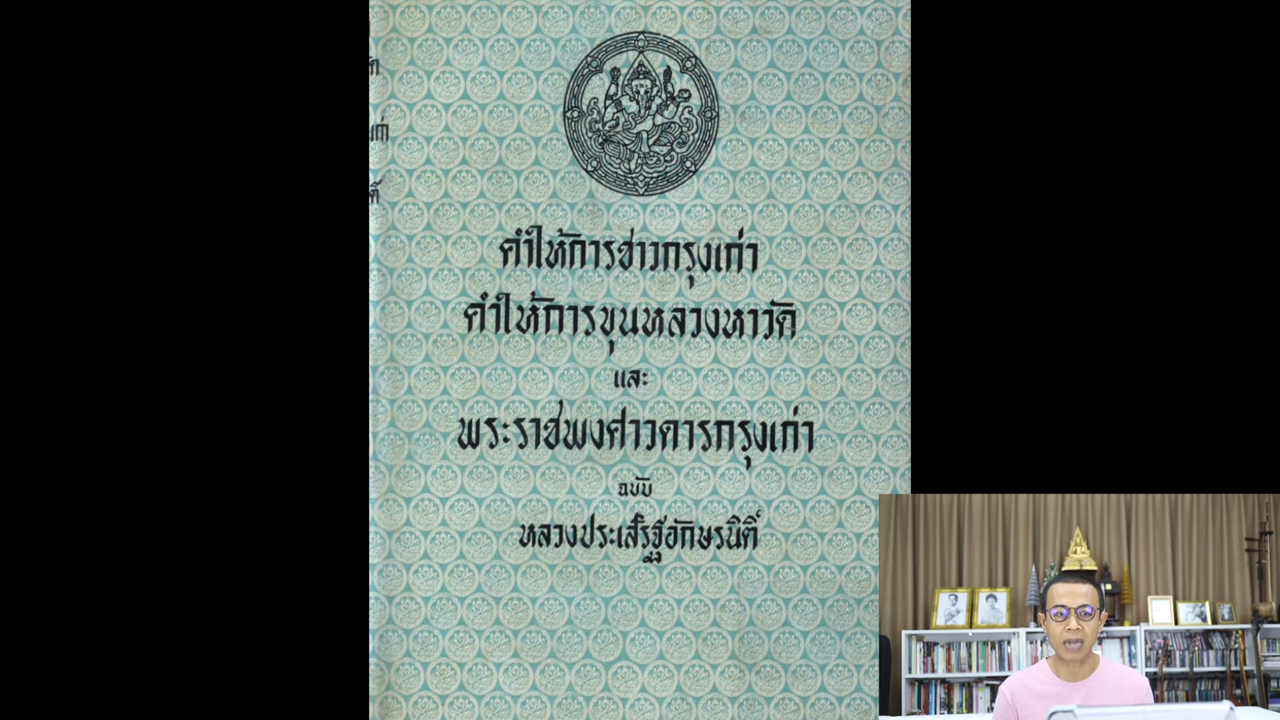 คำให้การชาวกรุงเก่า
คำให้การขุนหลวงหาวัด
และ
พระราชพงศาวดารกรุงเก่า
ฉบับ
หลวงประเสริฐอักษรนิติ์